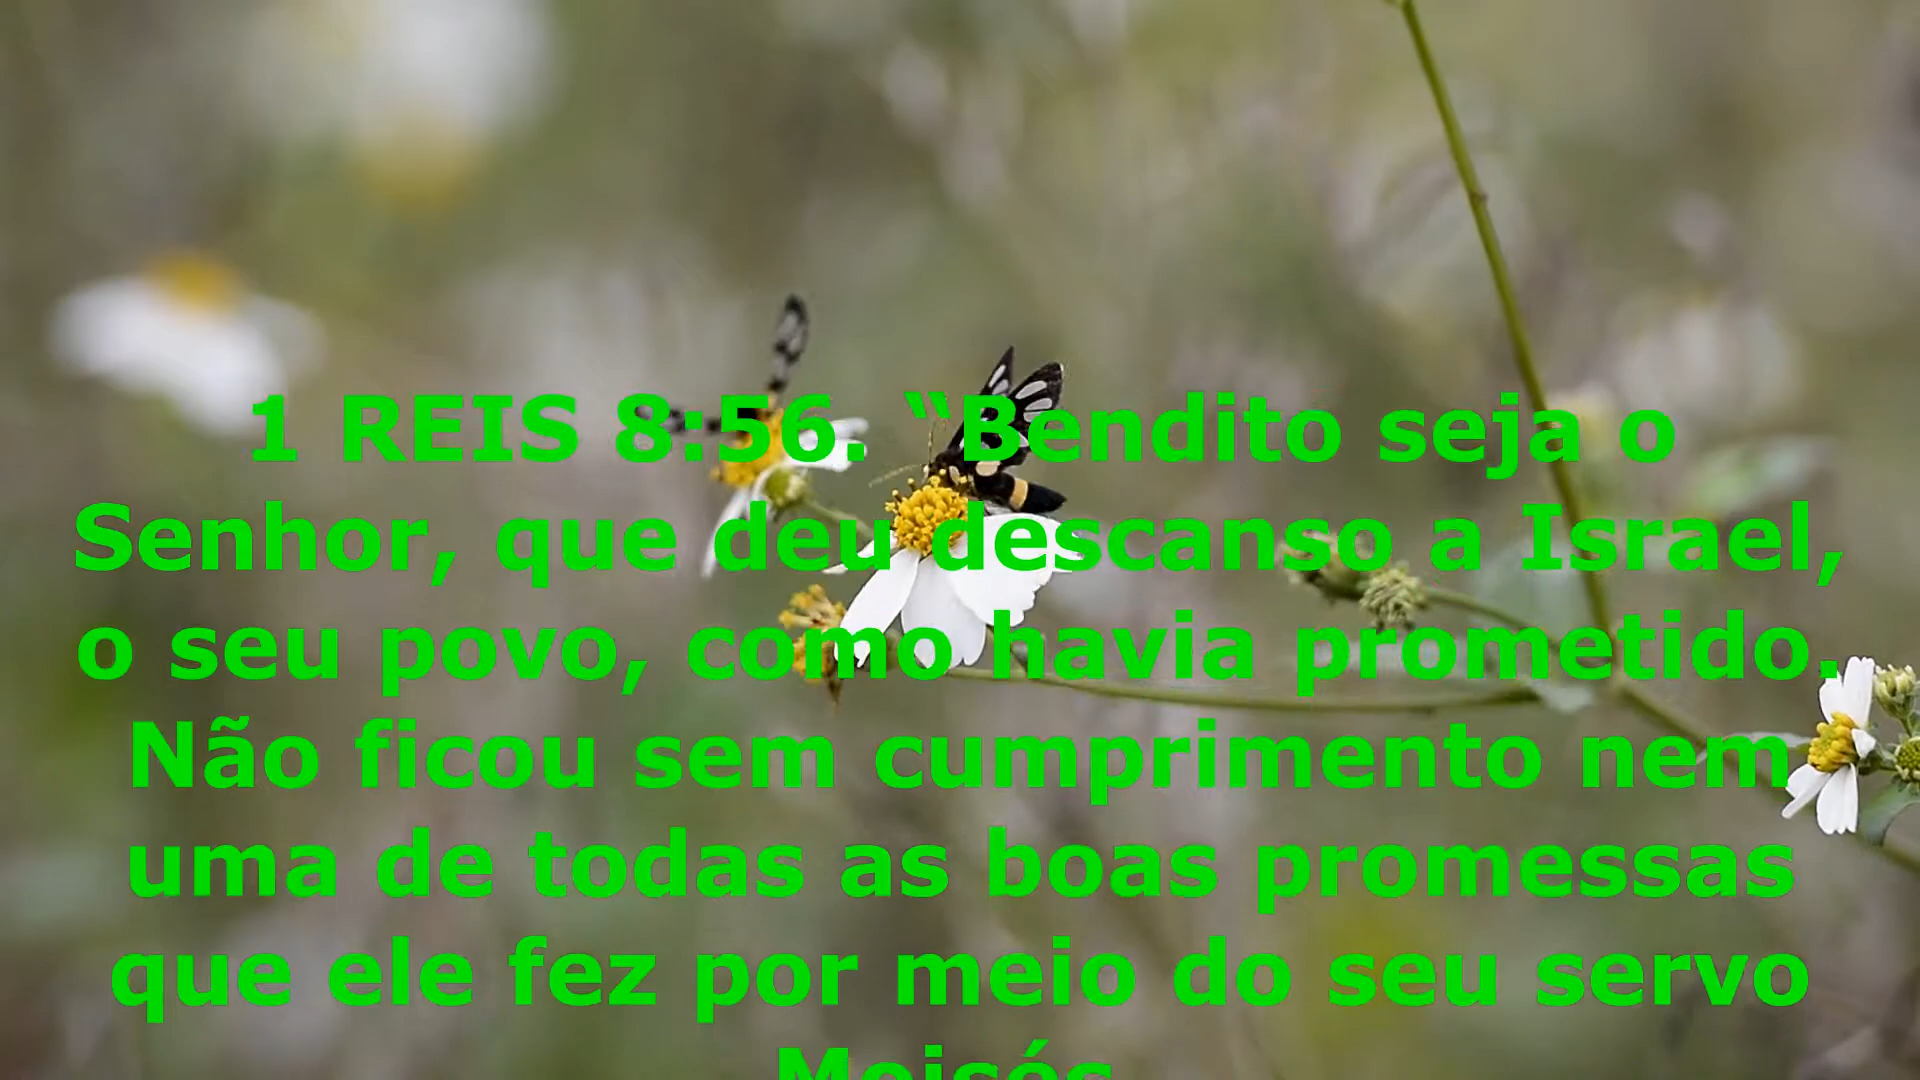 1 REIS 8:56. “Bendito seja o
Senhor, que deu descanso a Israel,
o seu povo, como havia prometido.
Não ficou sem cumprimento nem
uma de todas as boas promessas
que ele fez por meio do seu servo
Moisés